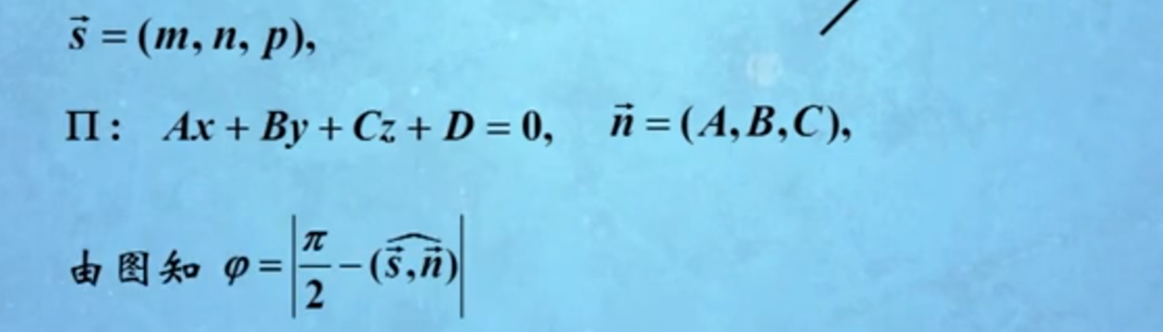 s⃗ = (m, n, p),
Π: Ax + By + Cz + D = 0, n⃗ = (A, B, C),
由图知 φ = |π/2 − (s⃗,n⃗)^|